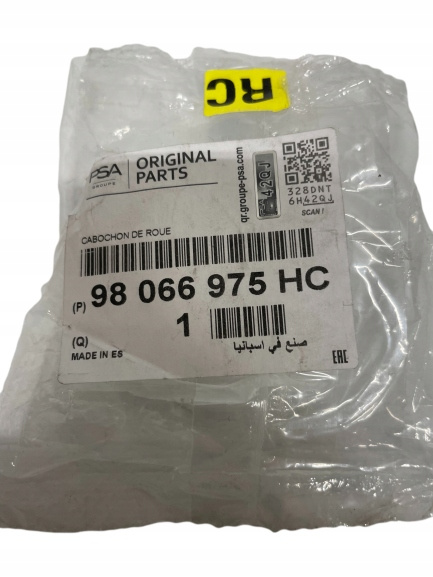 RC
PSA
GROUPE
ORIGINAL
PARTS
qr.groupe-psa.com
42QJ
328DNT
6H42QJ
SCAN !
CABOCHON DE ROUE
(P) 98 066 975 HC
(Q) 1
MADE IN ES
صنع في اسبانيا
EAC